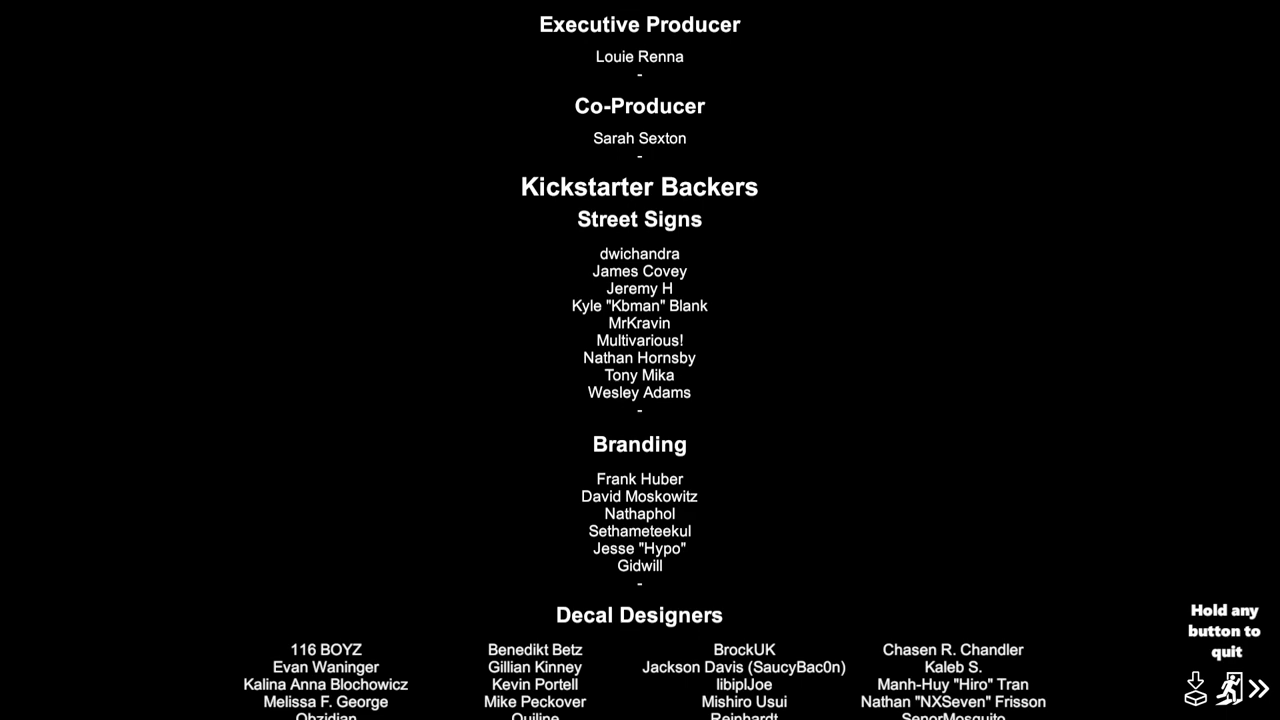 Executive Producer
Louie Renna
-
Co-Producer
Sarah Sexton
-
Kickstarter Backers
Street Signs
dwichandra
James Covey
Jeremy H
Kyle "Kbman" Blank
MrKravin
Multivarious!
Nathan Hornsby
Tony Mika
Wesley Adams
-
Branding
Frank Huber
David Moskowitz
Nathaphol
Sethameteekul
Jesse "Hypo"
Gidwill
-
Decal Designers
116 BOYZ Benedikt Betz BrockUK Chasen R. Chandler
Evan Waninger Gillian Kinney Jackson Davis (SaucyBac0n) Kaleb S.
Kalina Anna Blochowicz Kevin Portell libiplJoe Manh-Huy "Hiro" Tran
Melissa F. George Mike Peckover Mishiro Usui Nathan "NXSeven" Frisson
Obzidian Quiline Reinhardt SenorMosquito
Hold any
button to
quit